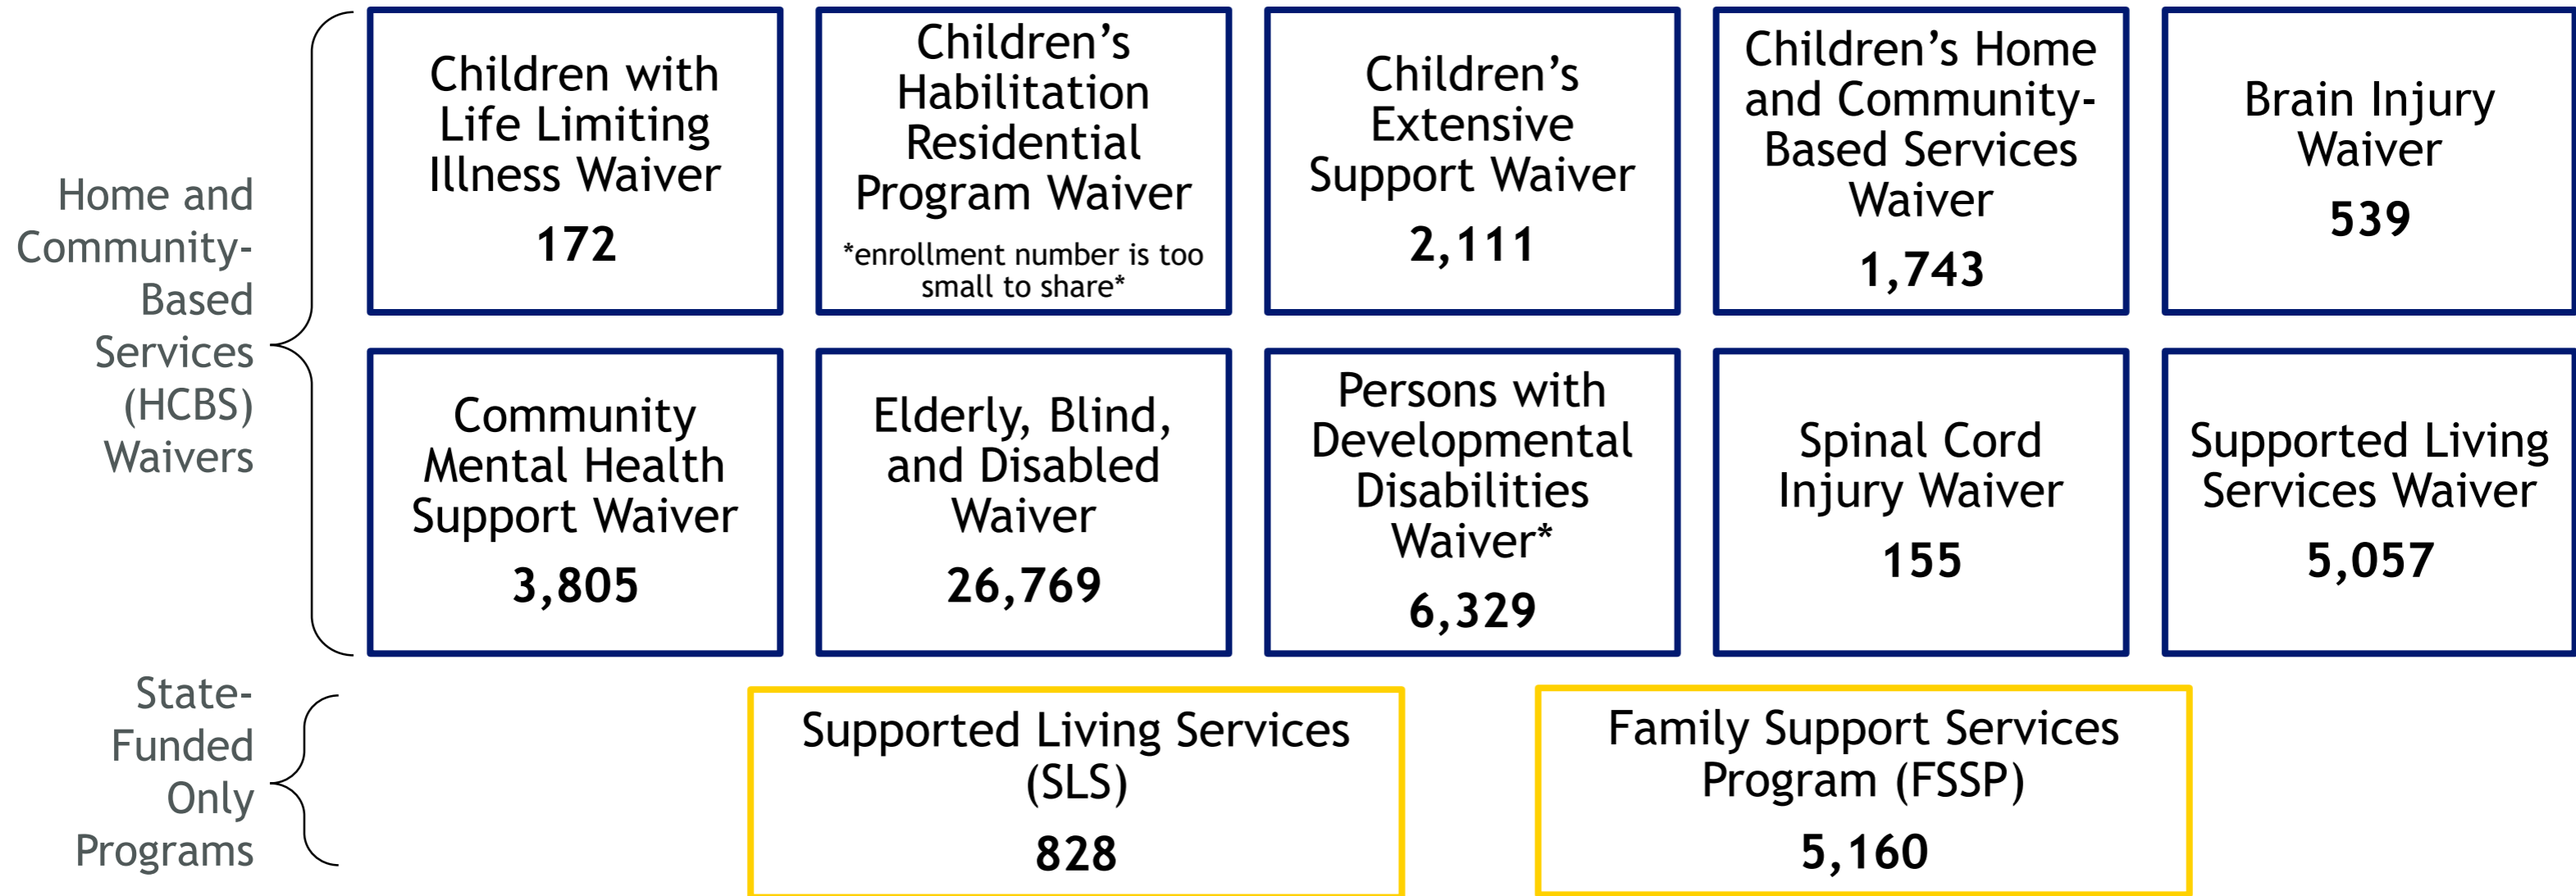 Home and
Community-
Based
Services
(HCBS)
Waivers
Children with
Life Limiting
Illness Waiver
172
Children’s
Habilitation
Residential
Program Waiver
*enrollment number is too
small to share*
Children’s
Extensive
Support Waiver
2,111
Children’s Home
and Community-
Based Services
Waiver
1,743
Brain Injury
Waiver
539
Community
Mental Health
Support Waiver
3,805
Elderly, Blind,
and Disabled
Waiver
26,769
Persons with
Developmental
Disabilities
Waiver*
6,329
Spinal Cord
Injury Waiver
155
Supported Living
Services Waiver
5,057
State-
Funded
Only
Programs
Supported Living Services
(SLS)
828
Family Support Services
Program (FSSP)
5,160